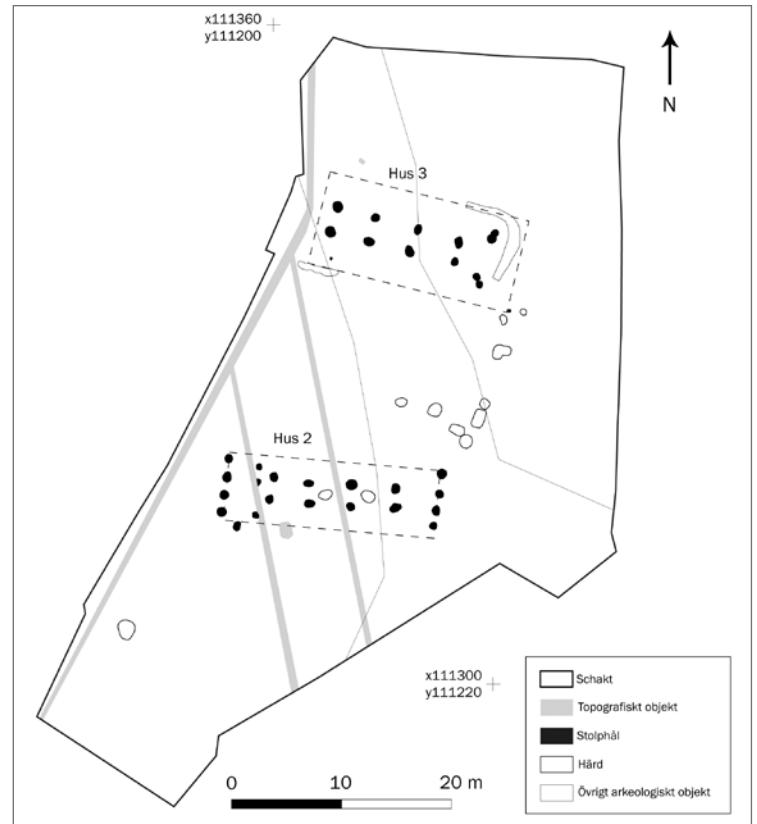 x111360
y111200
N
Hus 3
Hus 2
x111300
y111220
Schakt
Topografiskt objekt
Stolphål
Härd
Övrigt arkeologiskt objekt
0 10 20 m